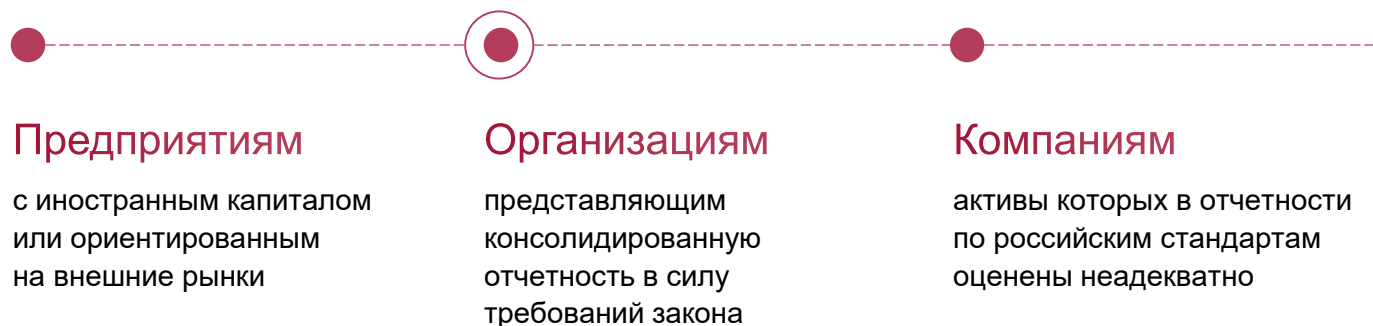 Предприятиям
с иностранным капиталом
или ориентированным
на внешние рынки
Организациям
представляющим
консолидированную
отчетность в силу
требований закона
Компаниям
активы которых в отчетности
по российским стандартам
оценены неадекватно